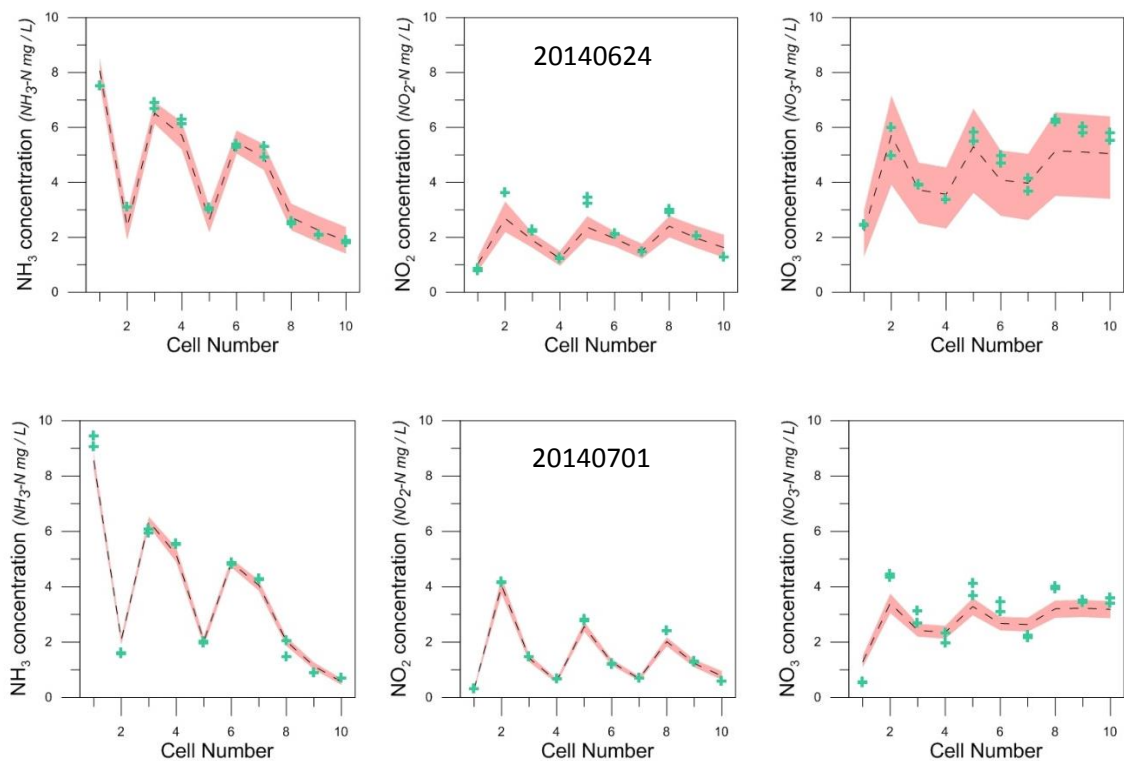 20140624
NH₃ concentration (NH₃-N mg / L)
10
8
6
4
2
0
2 4 6 8 10
Cell Number
NO₂ concentration (NO₂-N mg / L)
10
8
6
4
2
0
2 4 6 8 10
Cell Number
NO₃ concentration (NO₃-N mg / L)
10
8
6
4
2
0
2 4 6 8 10
Cell Number
20140701
NH₃ concentration (NH₃-N mg / L)
10
8
6
4
2
0
2 4 6 8 10
Cell Number
NO₂ concentration (NO₂-N mg / L)
10
8
6
4
2
0
2 4 6 8 10
Cell Number
NO₃ concentration (NO₃-N mg / L)
10
8
6
4
2
0
2 4 6 8 10
Cell Number